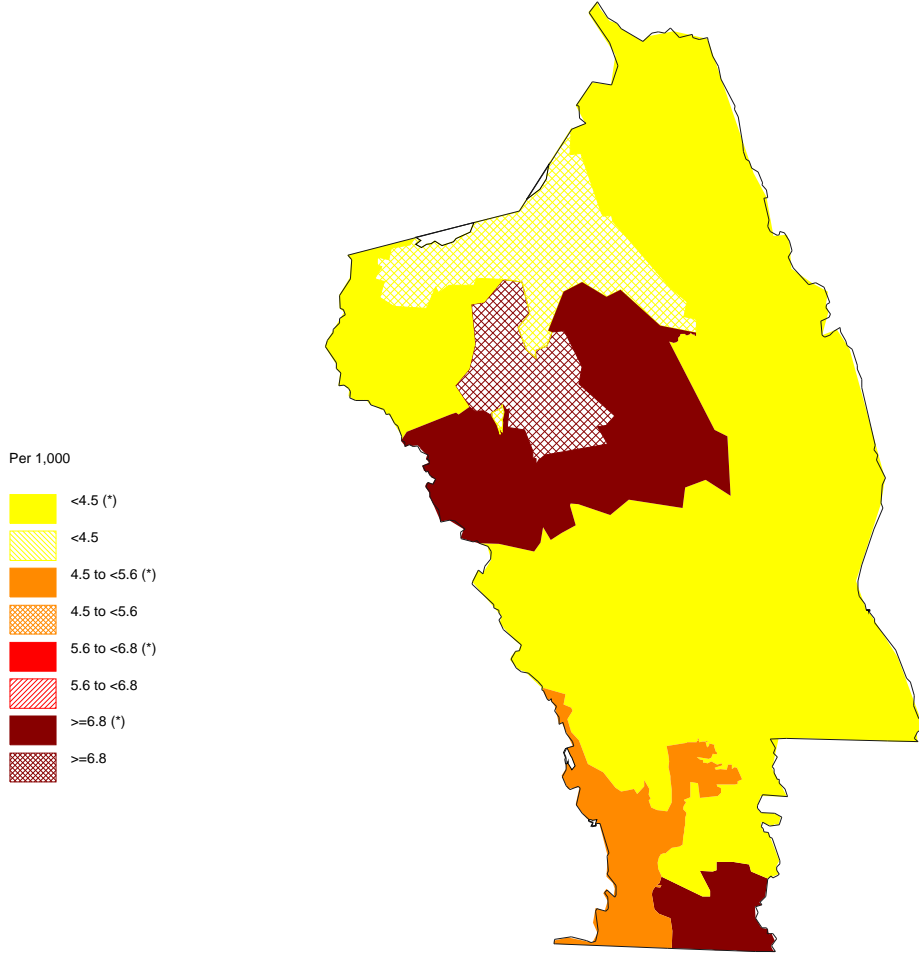 Per 1,000
<4.5 (*)
<4.5
4.5 to <5.6 (*)
4.5 to <5.6
5.6 to <6.8 (*)
5.6 to <6.8
>=6.8 (*)
>=6.8